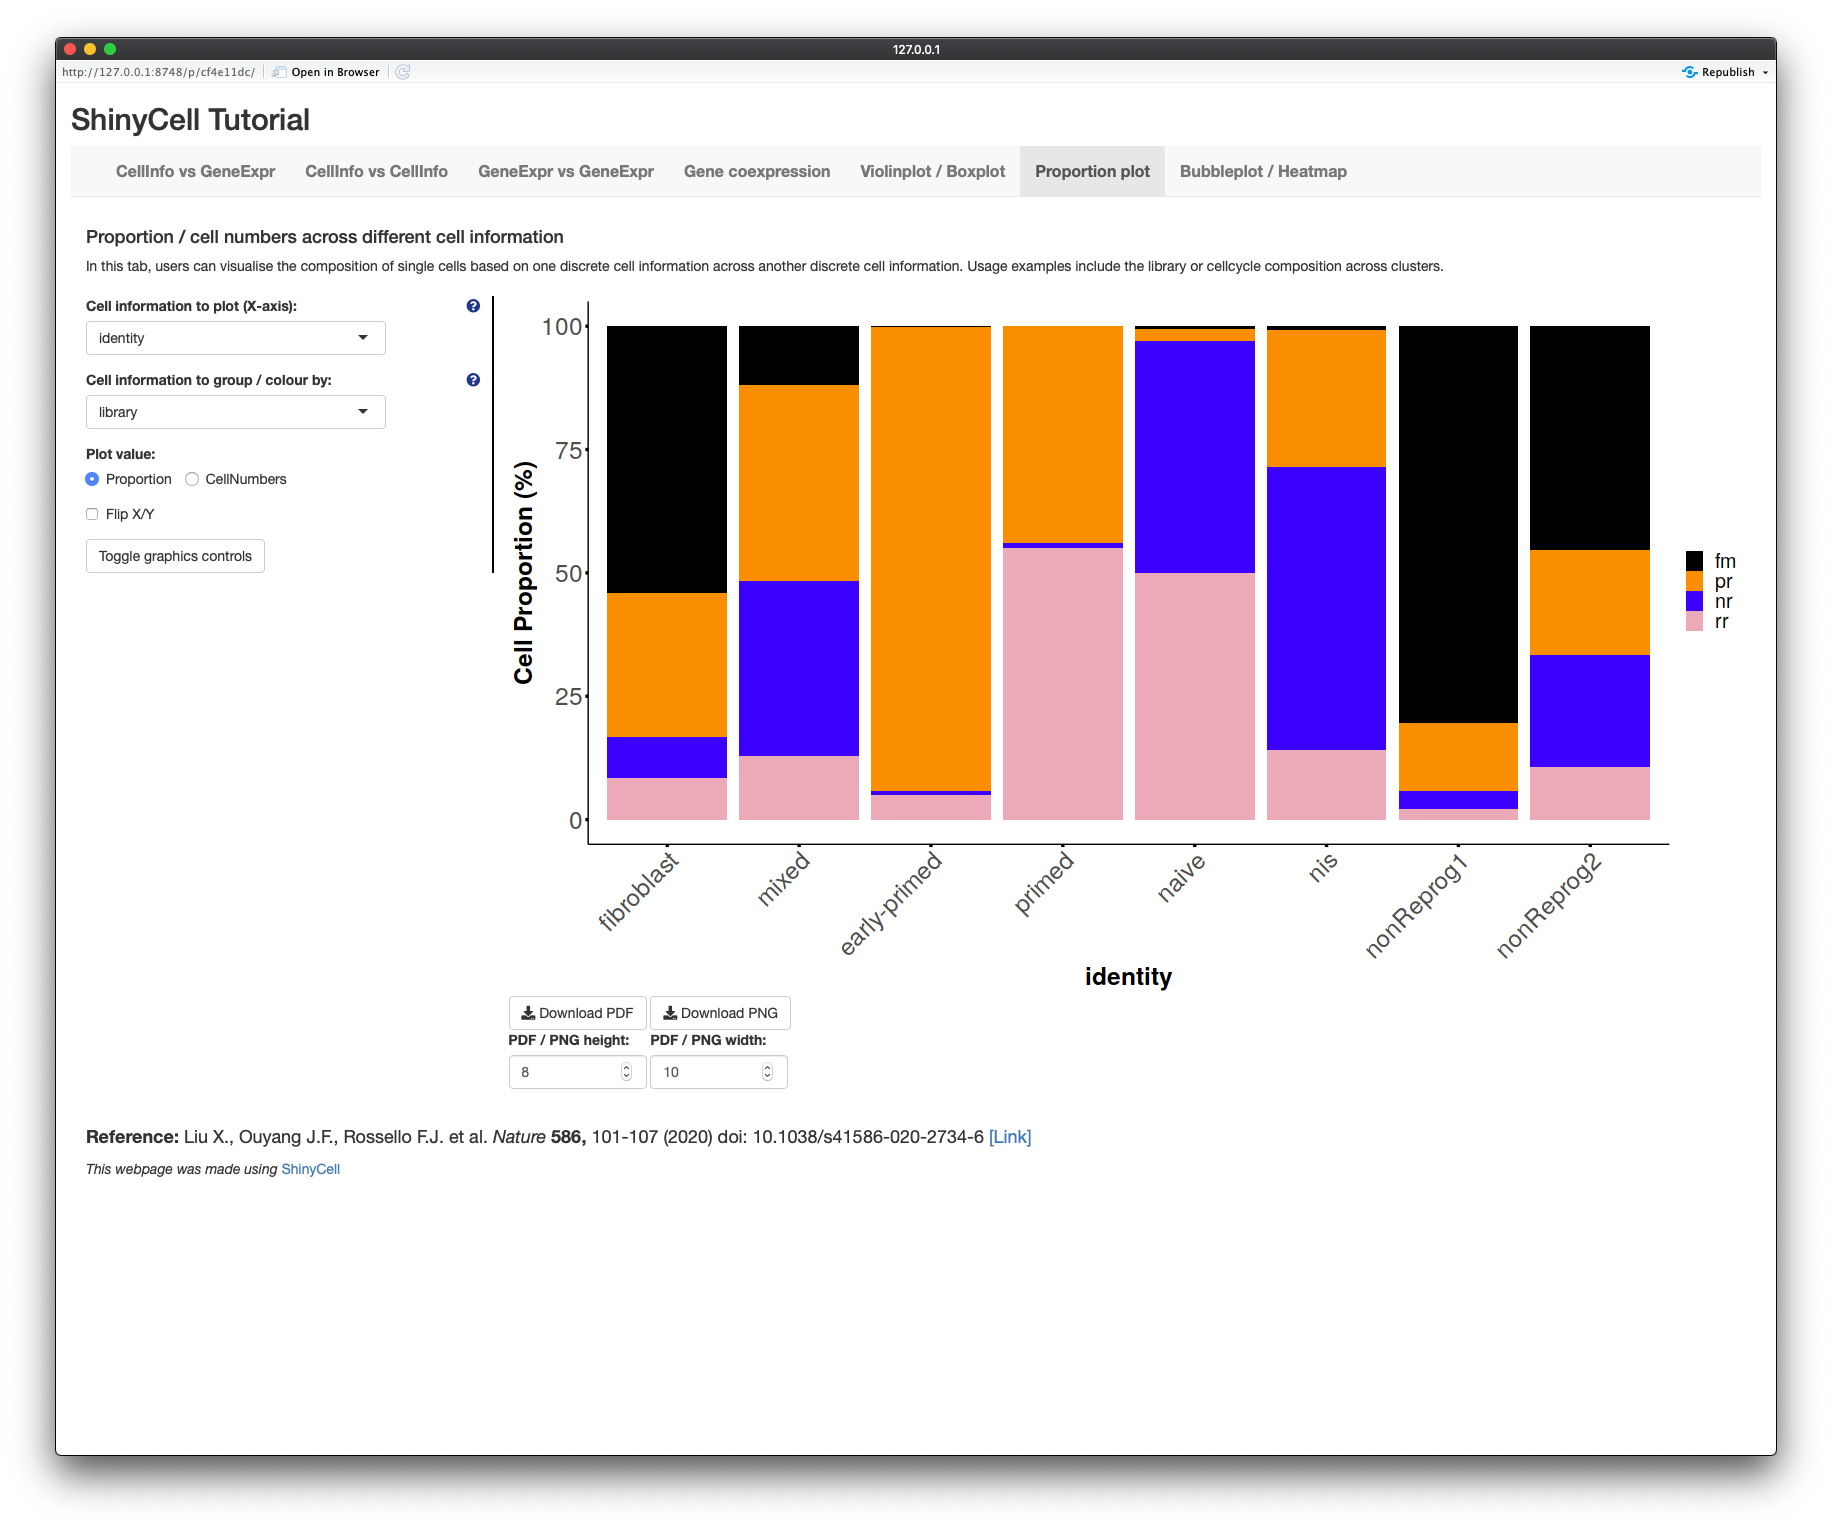 127.0.0.1
http://127.0.0.1:8748/p/cf4e11dc/ Open in Browser Republish
ShinyCell Tutorial
CellInfo vs GeneExpr CellInfo vs CellInfo GeneExpr vs GeneExpr Gene coexpression Violinplot / Boxplot Proportion plot Bubbleplot / Heatmap
Proportion / cell numbers across different cell information
In this tab, users can visualise the composition of single cells based on one discrete cell information across another discrete cell information. Usage examples include the library or cellcycle composition across clusters.
Cell information to plot (X-axis): ?
identity
Cell information to group / colour by: ?
library
Plot value:
Proportion CellNumbers
Flip X/Y
Toggle graphics controls
Cell Proportion (%)
100
75
50
25
0
fibroblast
mixed
early-primed
primed
naive
nis
nonReprog1
nonReprog2
identity
fm
pr
nr
rr
Download PDF Download PNG
PDF / PNG height: PDF / PNG width:
8 10
Reference: Liu X., Ouyang J.F., Rossello F.J. et al. Nature 586, 101-107 (2020) doi: 10.1038/s41586-020-2734-6 [Link]
This webpage was made using ShinyCell